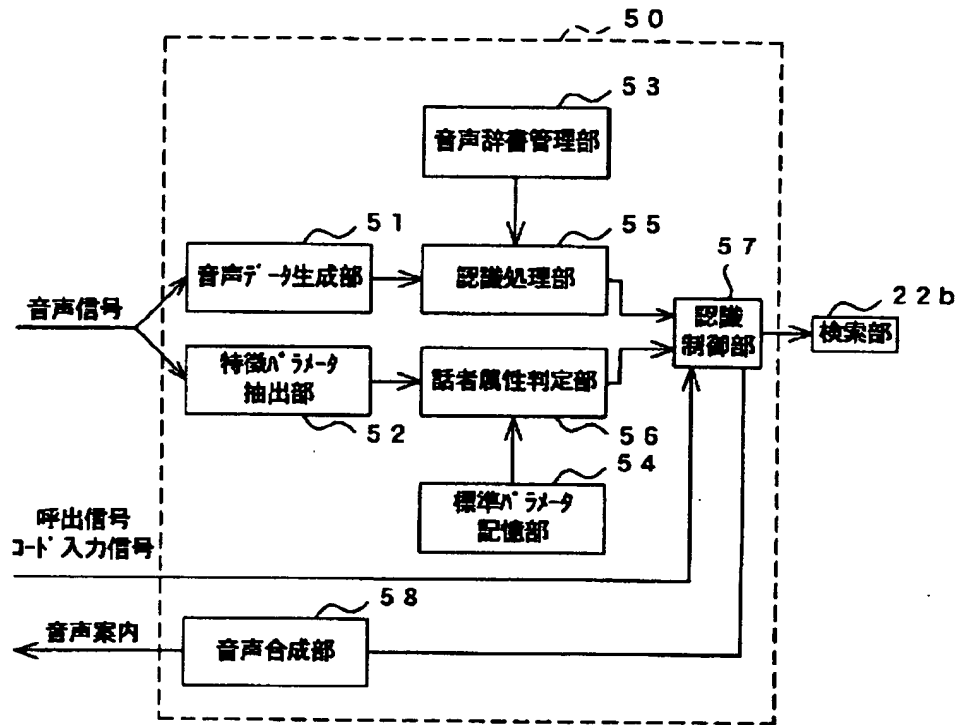 50
53
音声辞書管理部
51
55
57
音声データ生成部
認識処理部
22b
音声信号
認識
制御部
検索部
特徴パラメータ
抽出部
話者属性判定部
52
56
54
標準パラメータ
記憶部
呼出信号
コード入力信号
58
音声案内
音声合成部